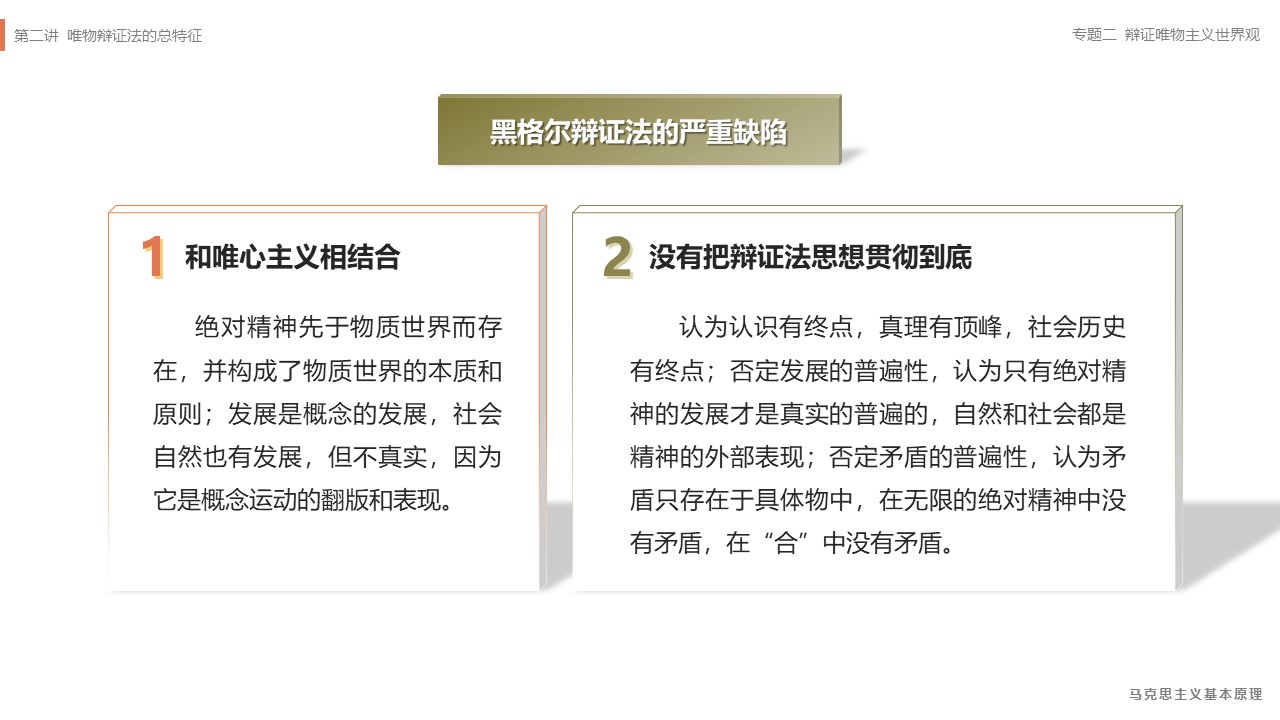 第二讲 唯物辩证法的总特征
专题二 辩证唯物主义世界观
黑格尔辩证法的严重缺陷
1 和唯心主义相结合
绝对精神先于物质世界而存
在，并构成了物质世界的本质和
原则；发展是概念的发展，社会
自然也有发展，但不真实，因为
它是概念运动的翻版和表现。
2 没有把辩证法思想贯彻到底
认为认识有终点，真理有顶峰，社会历史
有终点；否定发展的普遍性，认为只有绝对精
神的发展才是真实的普遍的，自然和社会都是
精神的外部表现；否定矛盾的普遍性，认为矛
盾只存在于具体物中，在无限的绝对精神中没
有矛盾，在“合”中没有矛盾。
马克思主义基本原理